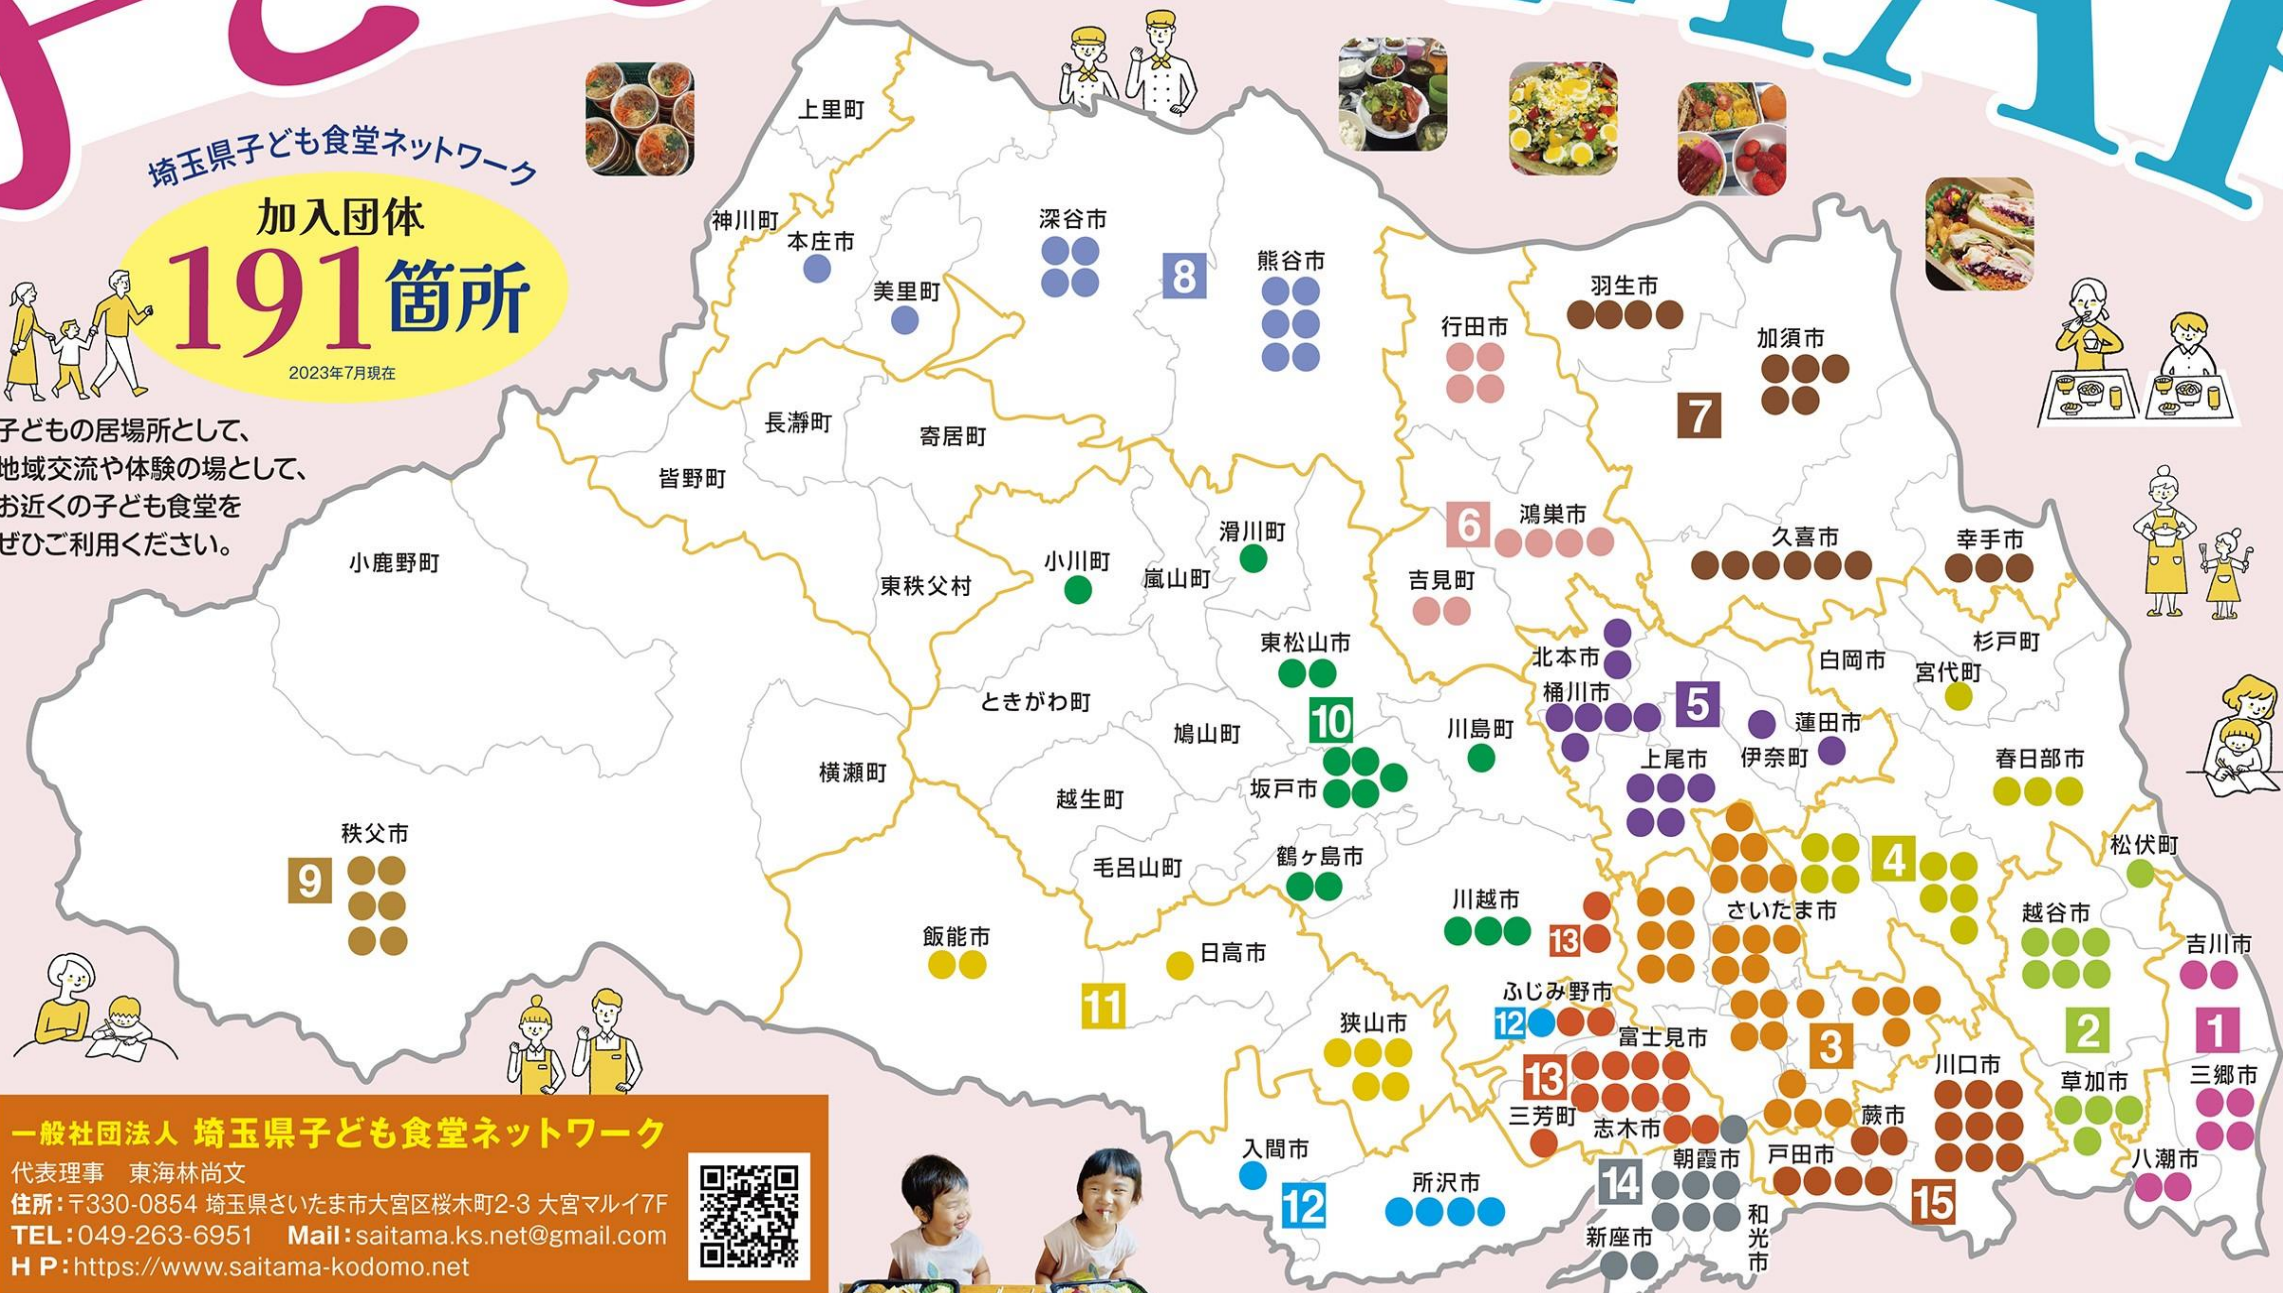 埼玉県子ども食堂ネットワーク
加入団体
191箇所
2023年7月現在
子どもの居場所として、
地域交流や体験の場として、
お近くの子ども食堂を
ぜひご利用ください。
上里町
神川町
本庄市
美里町
深谷市
8
熊谷市
行田市
羽生市
加須市
7
長瀞町
寄居町
皆野町
6
鴻巣市
久喜市
幸手市
小鹿野町
東秩父村
小川町
嵐山町
滑川町
吉見町
東松山市
北本市
白岡市
杉戸町
宮代町
ときがわ町
鳩山町
10
川島町
桶川市
5
蓮田市
伊奈町
上尾市
春日部市
横瀬町
越生町
坂戸市
秩父市
9
毛呂山町
鶴ヶ島市
4
松伏町
川越市
さいたま市
越谷市
飯能市
日高市
13
吉川市
11
狭山市
ふじみ野市
12
富士見市
3
2
1
13
川口市
草加市
三郷市
三芳町
志木市
蕨市
入間市
12
所沢市
14
朝霞市
戸田市
15
八潮市
新座市
和光市
一般社団法人 埼玉県子ども食堂ネットワーク
代表理事 東海林尚文
住所:〒330-0854 埼玉県さいたま市大宮区桜木町2-3 大宮マルイ7F
TEL:049-263-6951 Mail:saitama.ks.net@gmail.com
H P:https://www.saitama-kodomo.net